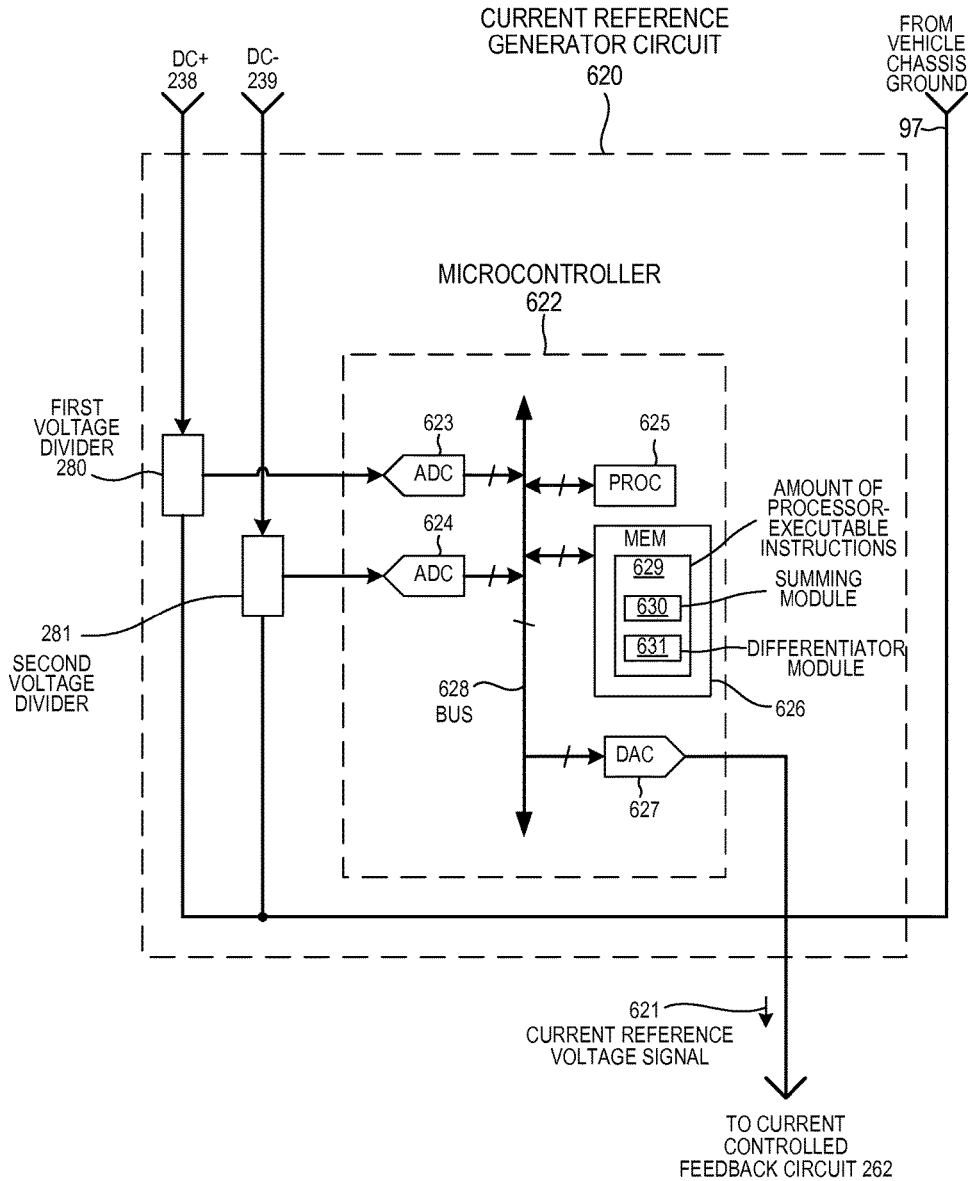 CURRENT REFERENCE
GENERATOR CIRCUIT
620
FROM
VEHICLE
CHASSIS
GROUND
97
DC+
238
DC-
239
MICROCONTROLLER
622
FIRST
VOLTAGE
DIVIDER
280
623
ADC
625
PROC
AMOUNT OF
PROCESSOR-
EXECUTABLE
INSTRUCTIONS
624
ADC
MEM
629
630
SUMMING
MODULE
631
DIFFERENTIATOR
MODULE
626
281
SECOND
VOLTAGE
DIVIDER
628
BUS
DAC
627
621
CURRENT REFERENCE
VOLTAGE SIGNAL
TO CURRENT
CONTROLLED
FEEDBACK CIRCUIT 262